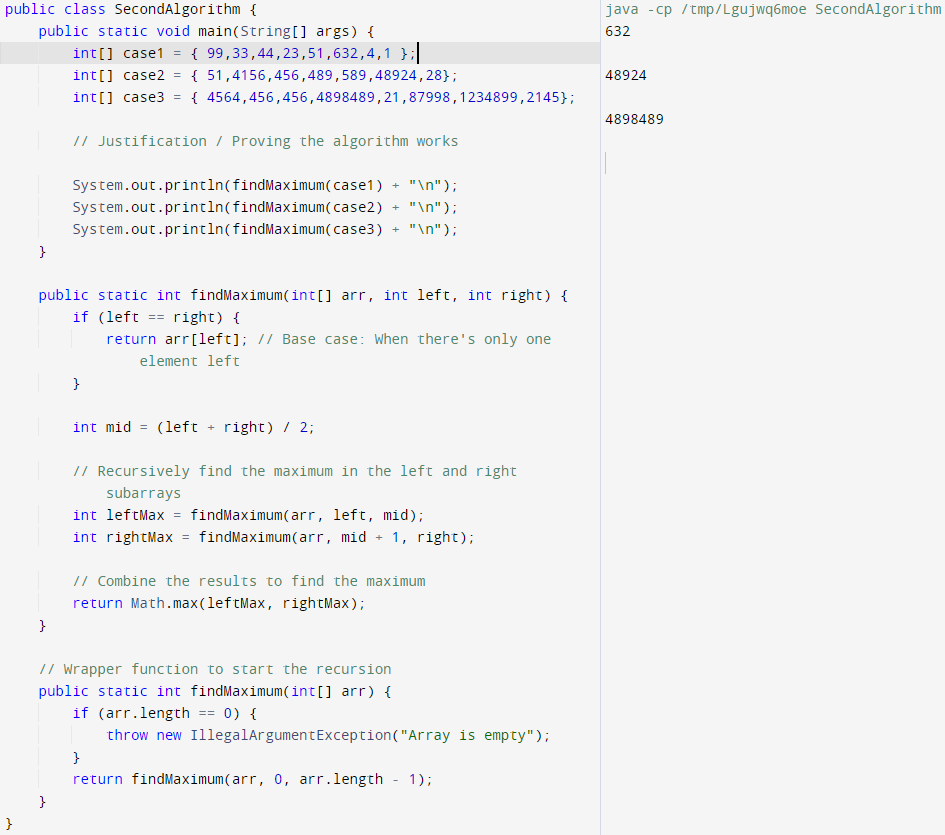 public class SecondAlgorithm {
    public static void main(String[] args) {
        int[] case1 = { 99,33,44,23,51,632,4,1 };
        int[] case2 = { 51,4156,456,489,589,48924,28};
        int[] case3 = { 4564,456,456,4898489,21,87998,1234899,2145};
        // Justification / Proving the algorithm works
        System.out.println(findMaximum(case1) + "\n");
        System.out.println(findMaximum(case2) + "\n");
        System.out.println(findMaximum(case3) + "\n");
    }
    public static int findMaximum(int[] arr, int left, int right) {
        if (left == right) {
            return arr[left]; // Base case: When there's only one
                element left
        }
        int mid = (left + right) / 2;
        // Recursively find the maximum in the left and right
            subarrays
        int leftMax = findMaximum(arr, left, mid);
        int rightMax = findMaximum(arr, mid + 1, right);
        // Combine the results to find the maximum
        return Math.max(leftMax, rightMax);
    }
    // Wrapper function to start the recursion
    public static int findMaximum(int[] arr) {
        if (arr.length == 0) {
            throw new IllegalArgumentException("Array is empty");
        }
        return findMaximum(arr, 0, arr.length - 1);
    }
}
java -cp /tmp/Lgujwq6moe SecondAlgorithm
632
48924
4898489